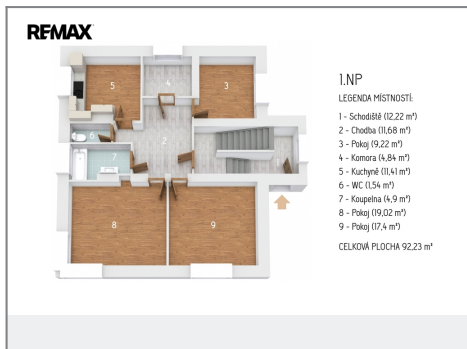 RE/MAX
5
4
3
6
2
7
1
8
9
1.NP
LEGENDA MÍSTNOSTÍ:
1 - Schodiště (12,22 m²)
2 - Chodba (11,68 m²)
3 - Pokoj (9,22 m²)
4 - Komora (4,84 m²)
5 - Kuchyně (11,41 m²)
6 - WC (1,54 m²)
7 - Koupelna (4,9 m²)
8 - Pokoj (19,02 m²)
9 - Pokoj (17,4 m²)
CELKOVÁ PLOCHA 92,23 m²